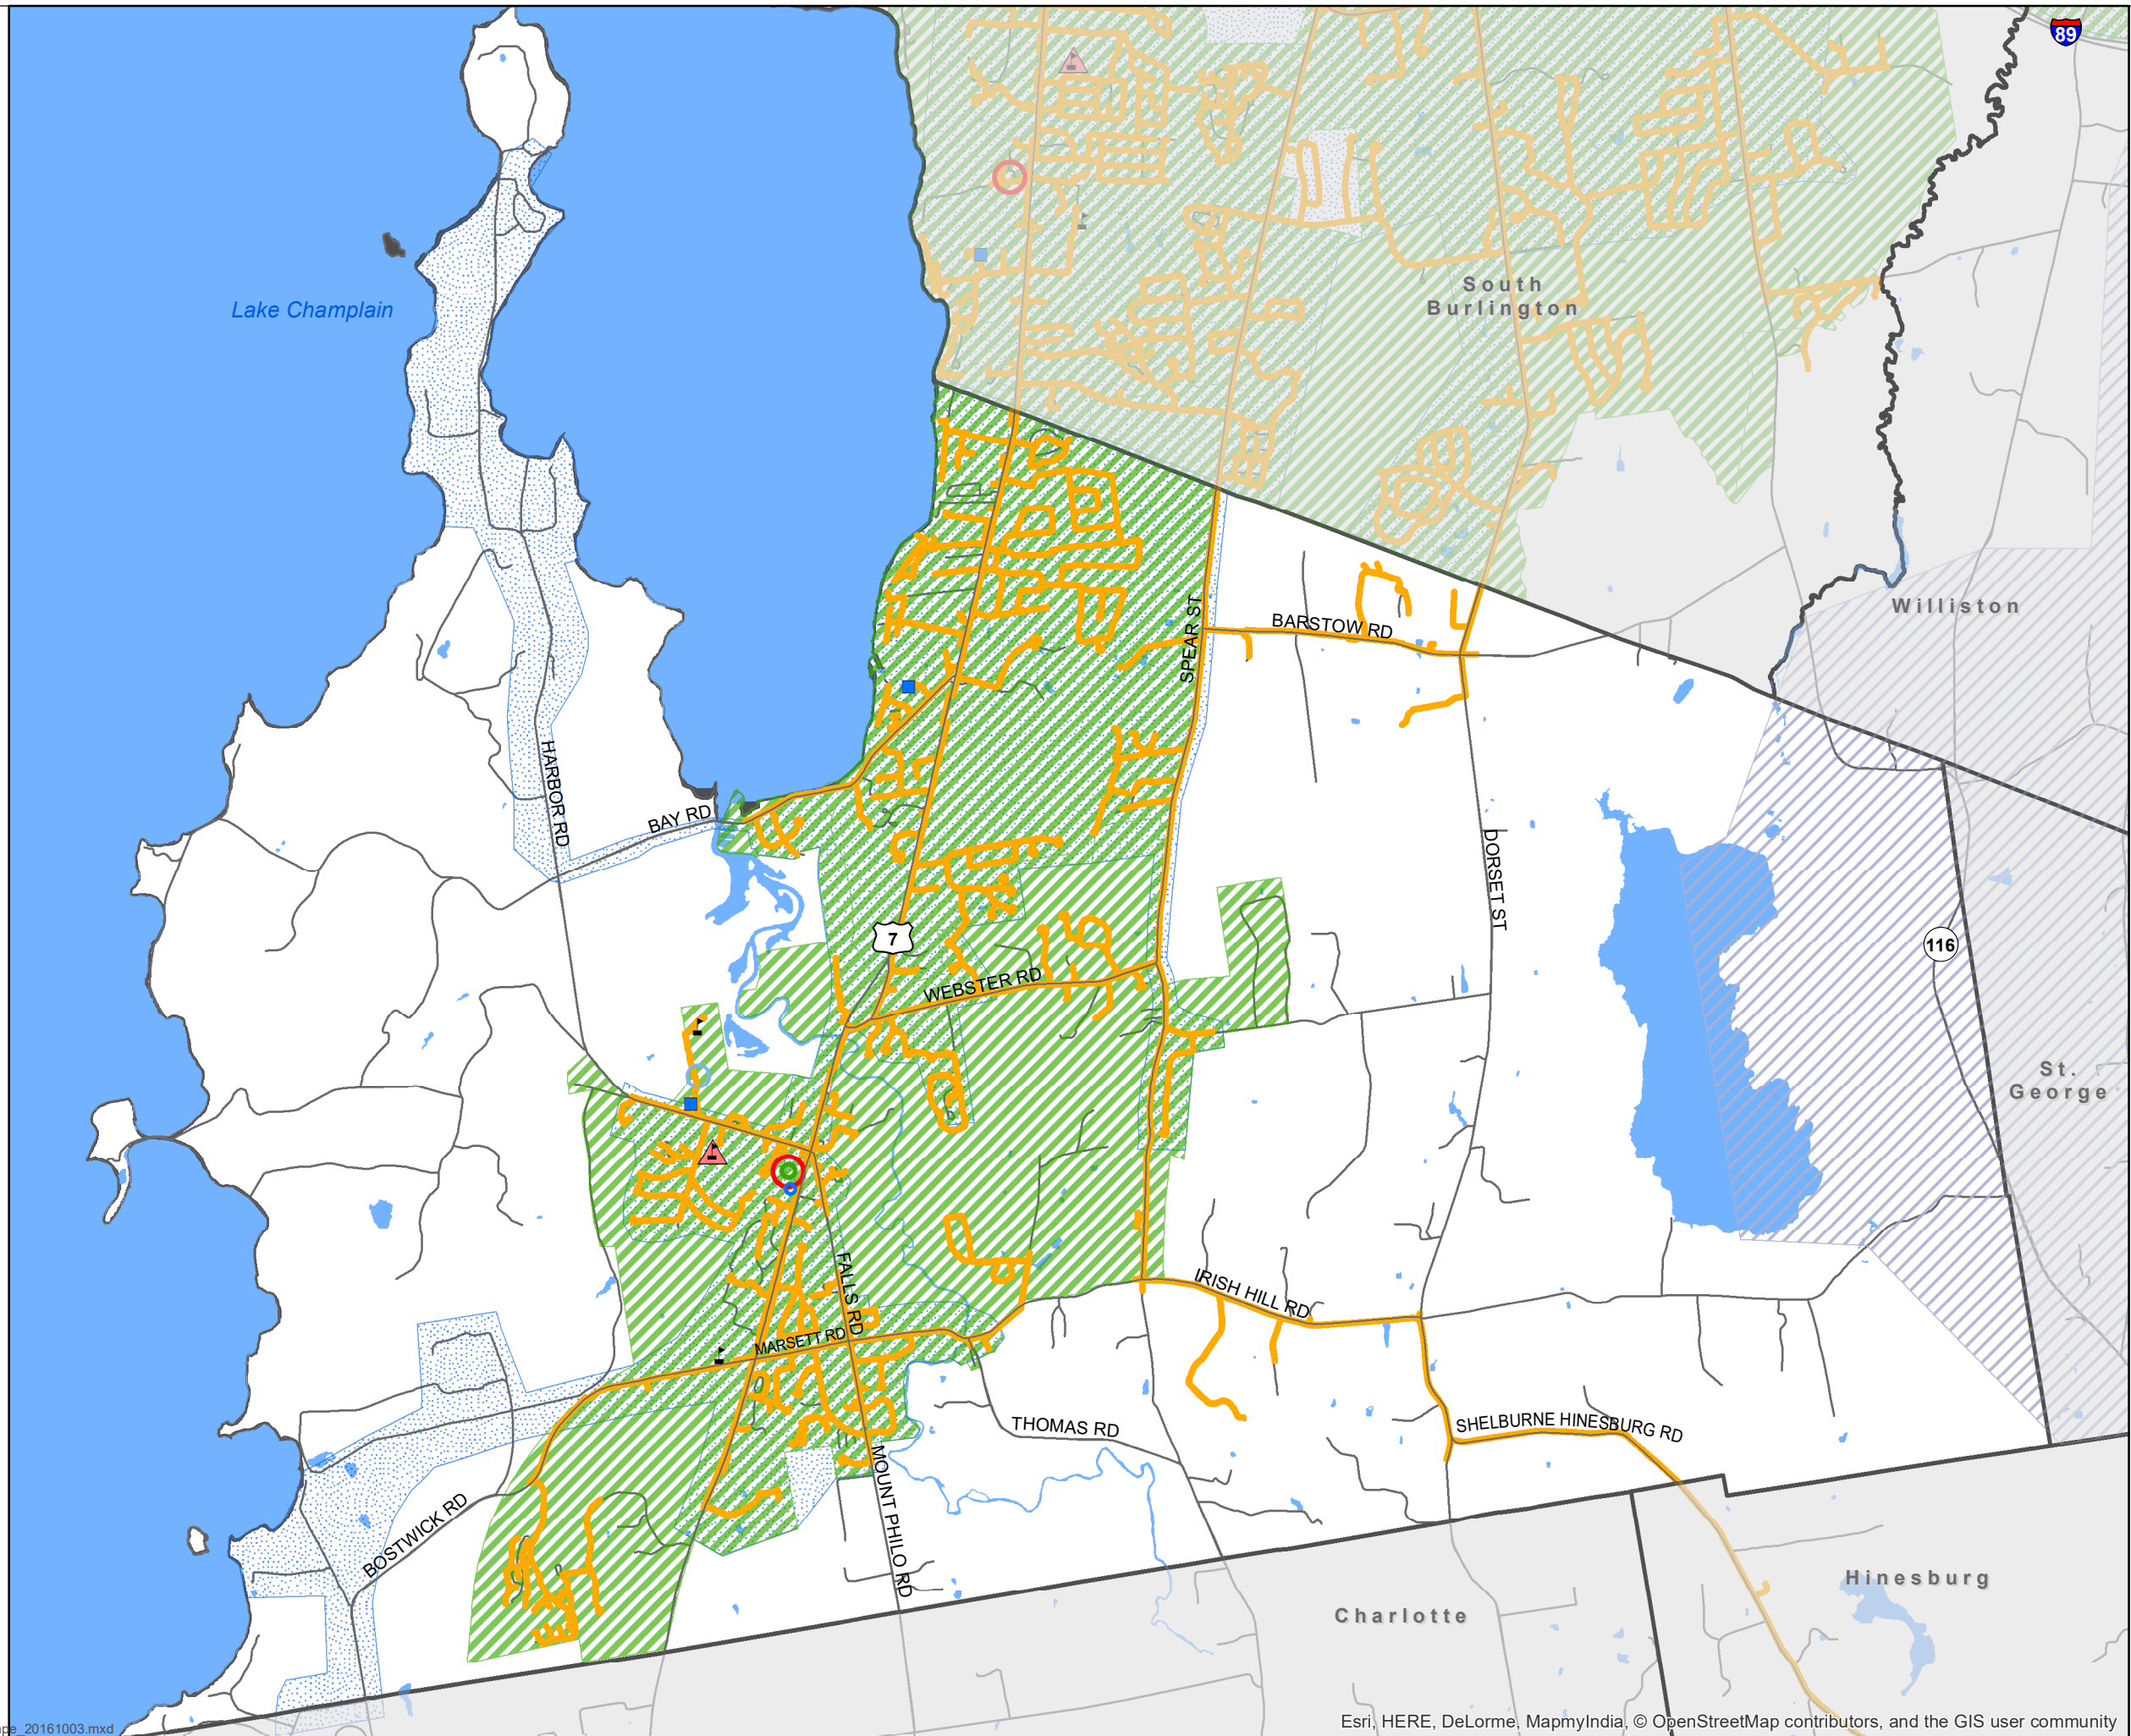 89
Lake Champlain
South
Burlington
Williston
SPEAR ST
BARSTOW RD
HARBOR RD
BAY RD
DORSET ST
7
116
WEBSTER RD
St.
George
FALLS RD
IRISH HILL RD
MARSETT RD
THOMAS RD
SHELBURNE HINESBURG RD
MOUNT PHILO RD
BOSTWICK RD
Hinesburg
Charlotte
pe_20161003.mxd
Esri, HERE, DeLorme, MapmyIndia, © OpenStreetMap contributors, and the GIS user community